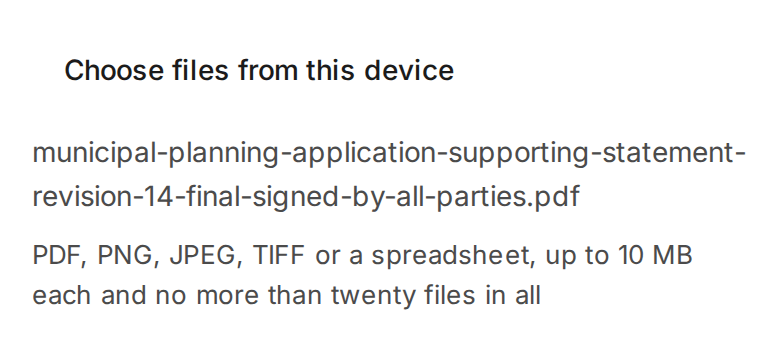 Choose files from this device
municipal-planning-application-supporting-statement-
revision-14-final-signed-by-all-parties.pdf
PDF, PNG, JPEG, TIFF or a spreadsheet, up to 10 MB
each and no more than twenty files in all